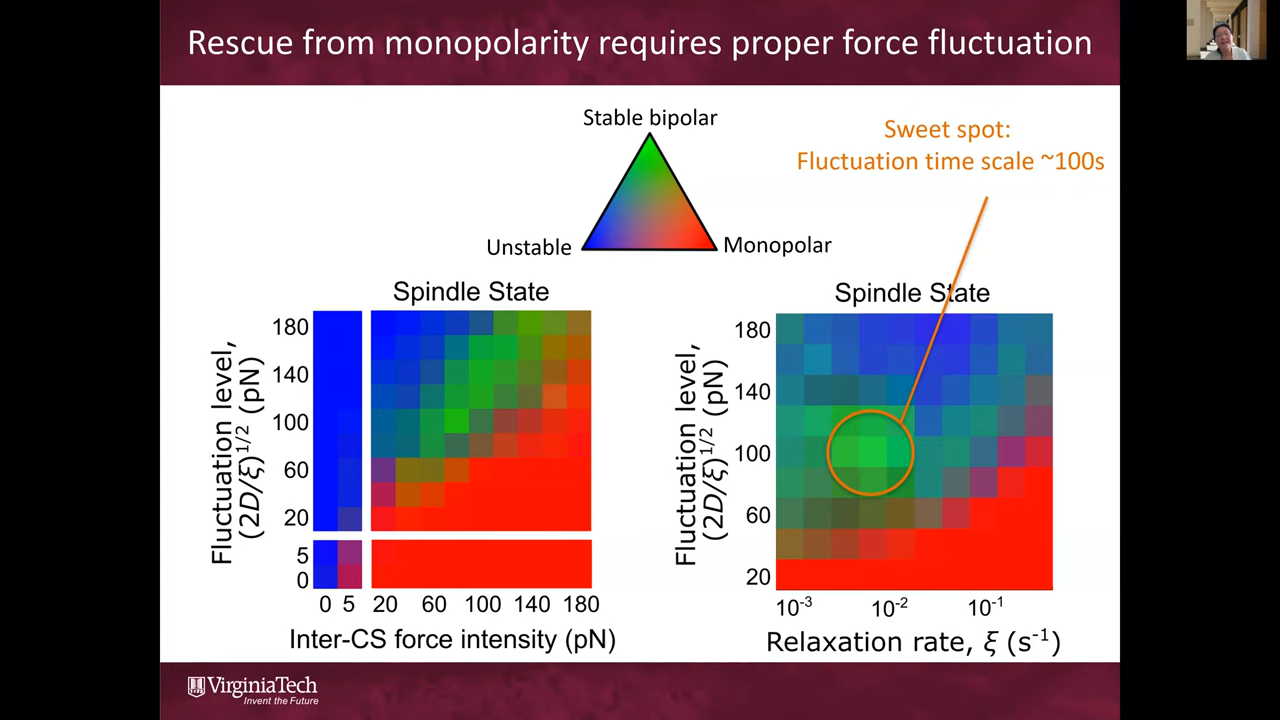 Rescue from monopolarity requires proper force fluctuation
Stable bipolar
Unstable
Monopolar
Sweet spot:
Fluctuation time scale ~100s
Spindle State
Fluctuation level,
(2D/ξ)^1/2 (pN)
180
140
100
60
20
5
0
0 5 20 60 100 140 180
Inter-CS force intensity (pN)
Spindle State
Fluctuation level,
(2D/ξ)^1/2 (pN)
180
140
100
60
20
10^-3 10^-2 10^-1
Relaxation rate, ξ (s^-1)
VirginiaTech
Invent the Future